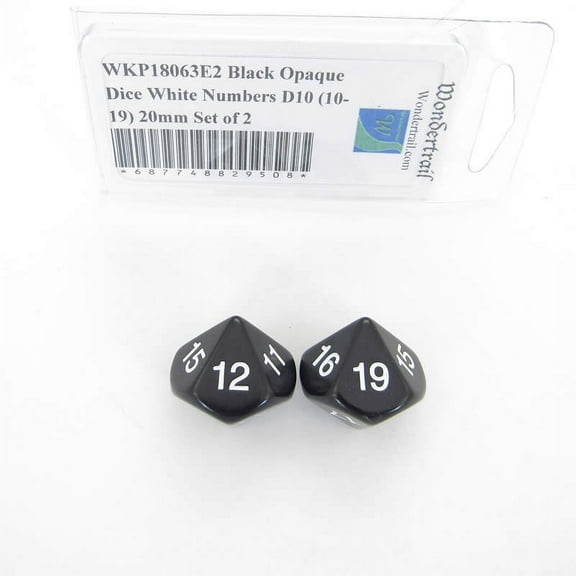 WKP18063E2 Black Opaque
Dice White Numbers D10 (10-
19) 20mm Set of 2
*687748829508*
Wondertrail
Wondertrail.com
15 12 11
16 19 15